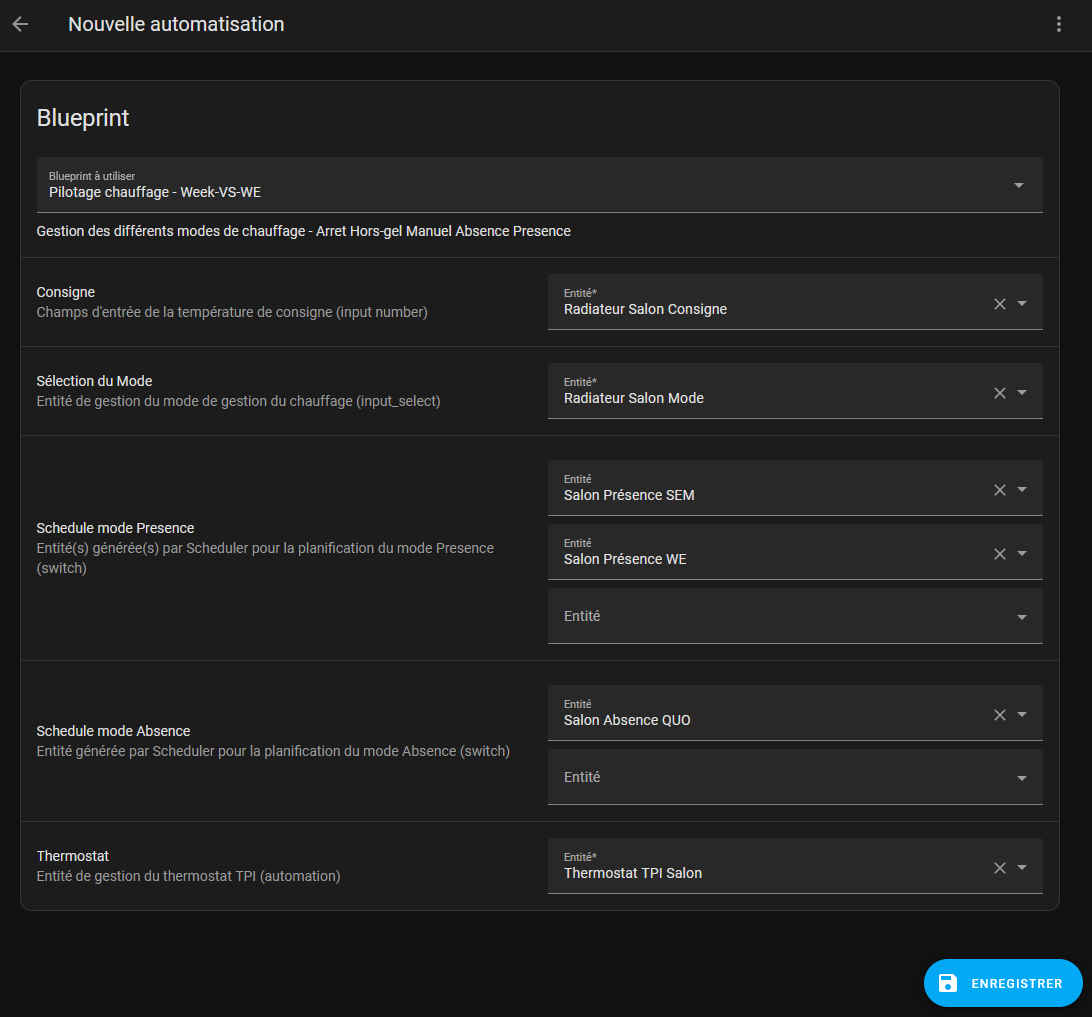 Nouvelle automatisation
Blueprint
Blueprint à utiliser
Pilotage chauffage - Week-VS-WE
Gestion des différents modes de chauffage - Arret Hors-gel Manuel Absence Presence
Consigne
Champs d'entrée de la température de consigne (input number)
Entité*
Radiateur Salon Consigne
Sélection du Mode
Entité de gestion du mode de gestion du chauffage (input_select)
Entité*
Radiateur Salon Mode
Schedule mode Presence
Entité(s) générée(s) par Scheduler pour la planification du mode Presence
(switch)
Entité
Salon Présence SEM
Entité
Salon Présence WE
Entité
Schedule mode Absence
Entité générée par Scheduler pour la planification du mode Absence (switch)
Entité
Salon Absence QUO
Entité
Thermostat
Entité de gestion du thermostat TPI (automation)
Entité*
Thermostat TPI Salon
ENREGISTRER